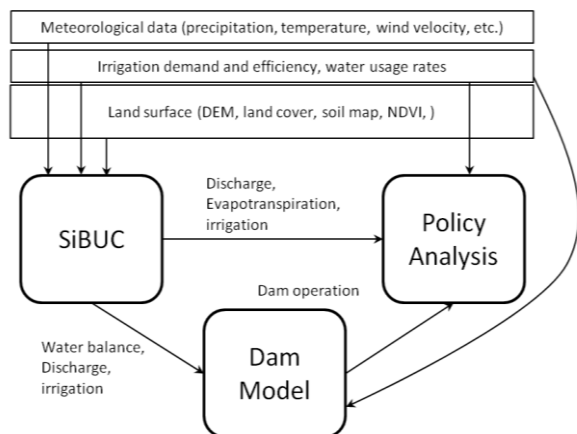 Meteorological data (precipitation, temperature, wind velocity, etc.)
Irrigation demand and efficiency, water usage rates
Land surface (DEM, land cover, soil map, NDVI, )
SiBUC
Discharge,
Evapotranspiration,
irrigation
Policy
Analysis
Dam operation
Water balance,
Discharge,
irrigation
Dam
Model